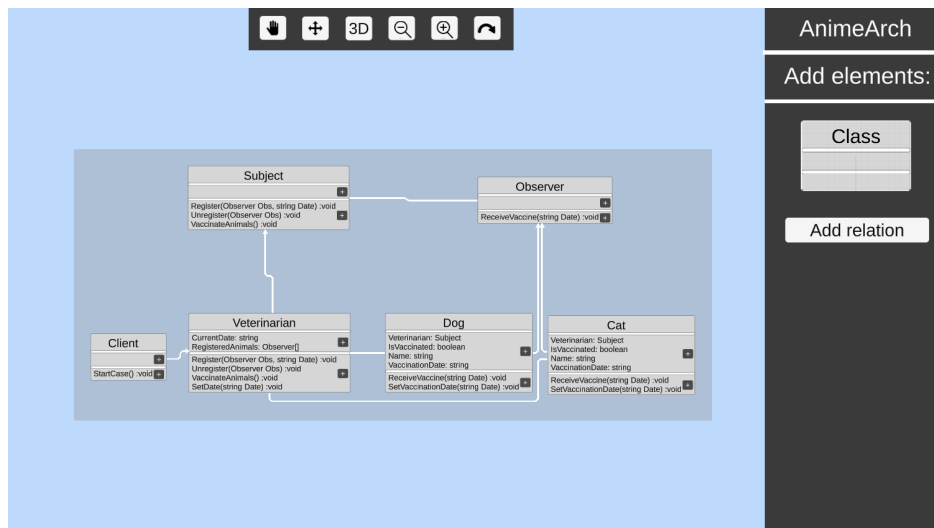 3D
AnimeArch
Add elements:
Class
Add relation
Subject
+
Register(Observer Obs, string Date) :void
Unregister(Observer Obs) :void
VaccinateAnimals() :void
+
Observer
+
ReceiveVaccine(string Date) :void
+
Client
+
StartCase() :void
+
Veterinarian
CurrentDate: string
RegisteredAnimals: Observer[]
+
Register(Observer Obs, string Date) :void
Unregister(Observer Obs) :void
VaccinateAnimals() :void
SetDate(string Date) :void
+
Dog
Veterinarian: Subject
IsVaccinated: boolean
Name: string
VaccinationDate: string
+
ReceiveVaccine(string Date) :void
SetVaccinationDate(string Date) :void
+
Cat
Veterinarian: Subject
IsVaccinated: boolean
Name: string
VaccinationDate: string
+
ReceiveVaccine(string Date) :void
SetVaccinationDate(string Date) :void
+